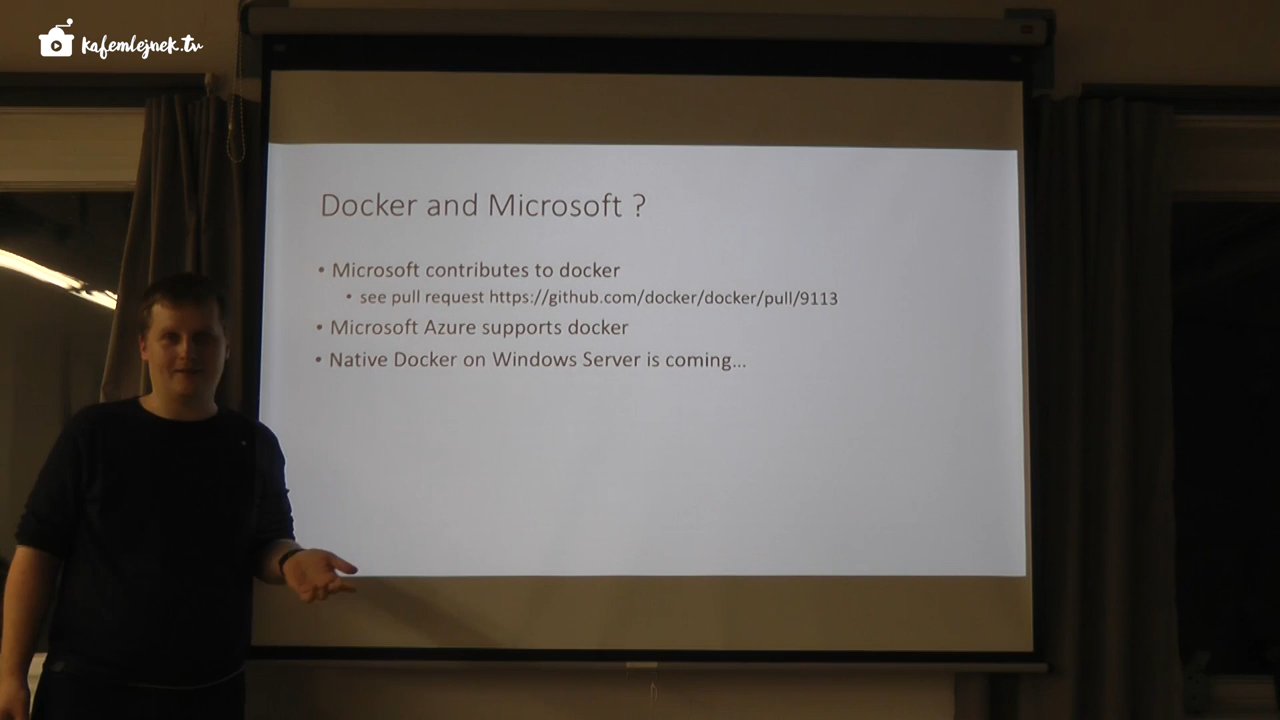 kafemlejnek.tv
Docker and Microsoft ?
• Microsoft contributes to docker
• see pull request https://github.com/docker/docker/pull/9113
• Microsoft Azure supports docker
• Native Docker on Windows Server is coming...